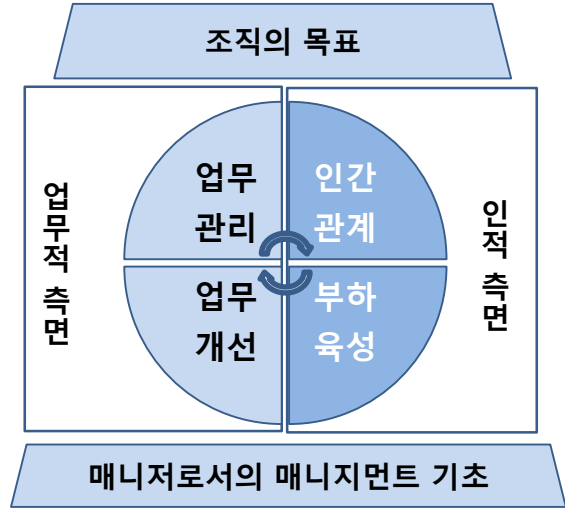 조직의 목표
업무적 측면
업무
관리
인간
관계
인적 측면
업무
개선
부하
육성
매니저로서의 매니지먼트 기초